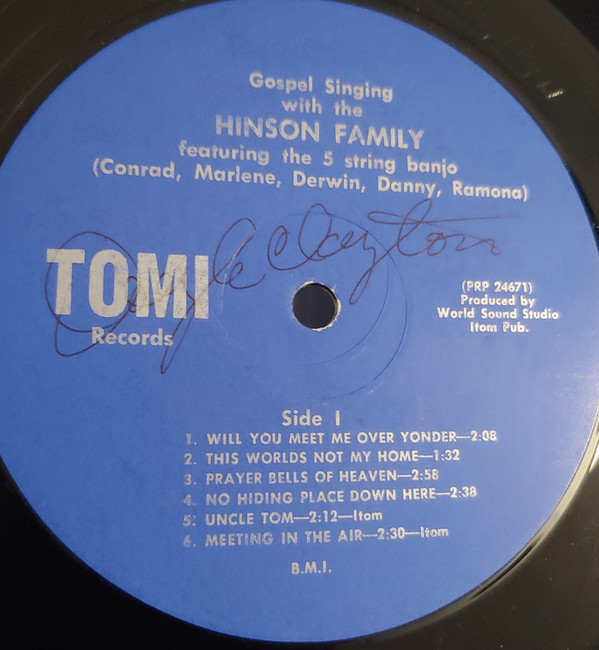 Gospel Singing
with the
HINSON FAMILY
featuring the 5 string banjo
(Conrad, Marlene, Derwin, Danny, Ramona)
Clayton
TOMI
Records
(PRP 24671)
Produced by
World Sound Studio
Itom Pub.
Side 1
1. WILL YOU MEET ME OVER YONDER—2:08
2. THIS WORLDS NOT MY HOME—1:32
3. PRAYER BELLS OF HEAVEN—2:58
4. NO HIDING PLACE DOWN HERE—2:38
5. UNCLE TOM—2:12—Itom
6. MEETING IN THE AIR—2:30—Itom
B.M.I.